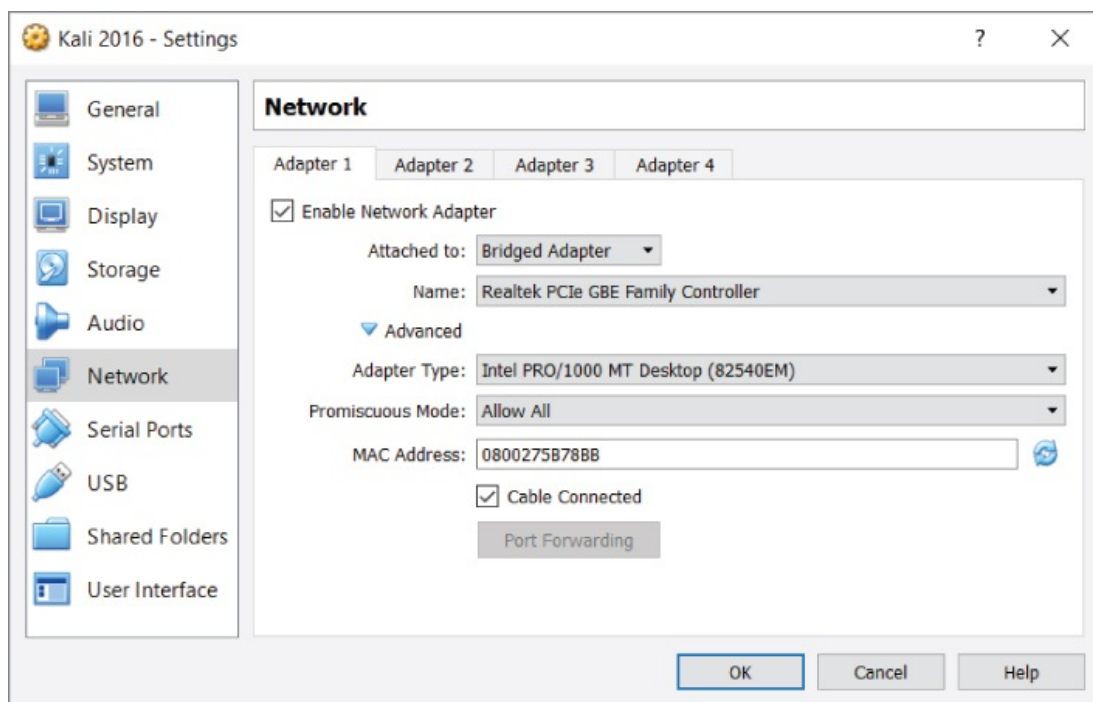 Kali 2016 - Settings
?
General
System
Display
Storage
Audio
Network
Serial Ports
USB
Shared Folders
User Interface
Network
Adapter 1 Adapter 2 Adapter 3 Adapter 4
Enable Network Adapter
Attached to: Bridged Adapter
Name: Realtek PCIe GBE Family Controller
Advanced
Adapter Type: Intel PRO/1000 MT Desktop (82540EM)
Promiscuous Mode: Allow All
MAC Address: 0800275B78BB
Cable Connected
Port Forwarding
OK Cancel Help